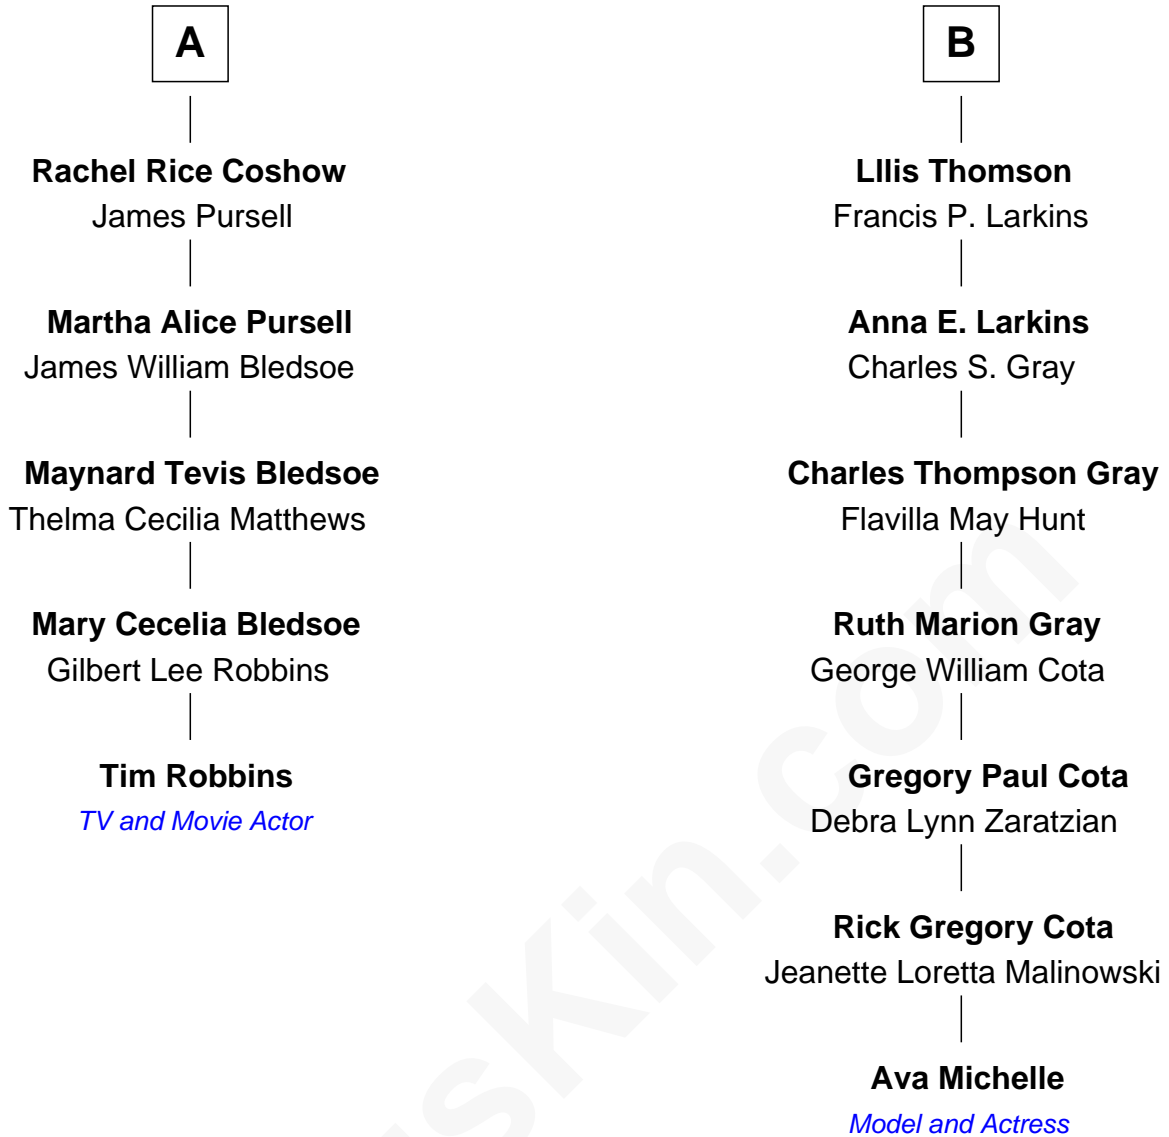 A
Rachel Rice Coshow
James Pursell
Martha Alice Pursell
James William Bledsoe
Maynard Tevis Bledsoe
Thelma Cecilia Matthews
Mary Cecelia Bledsoe
Gilbert Lee Robbins
Tim Robbins
TV and Movie Actor
B
LIlis Thomson
Francis P. Larkins
Anna E. Larkins
Charles S. Gray
Charles Thompson Gray
Flavilla May Hunt
Ruth Marion Gray
George William Cota
Gregory Paul Cota
Debra Lynn Zaratzian
Rick Gregory Cota
Jeanette Loretta Malinowski
Ava Michelle
Model and Actress
sKin.com